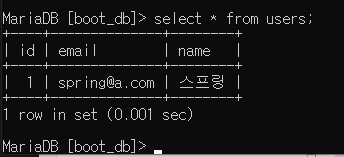 MariaDB [boot_db]> select * from users;
+----+--------------+--------+
| id | email        | name   |
+----+--------------+--------+
|  1 | spring@a.com | 스프링 |
+----+--------------+--------+
1 row in set (0.001 sec)
MariaDB [boot_db]>